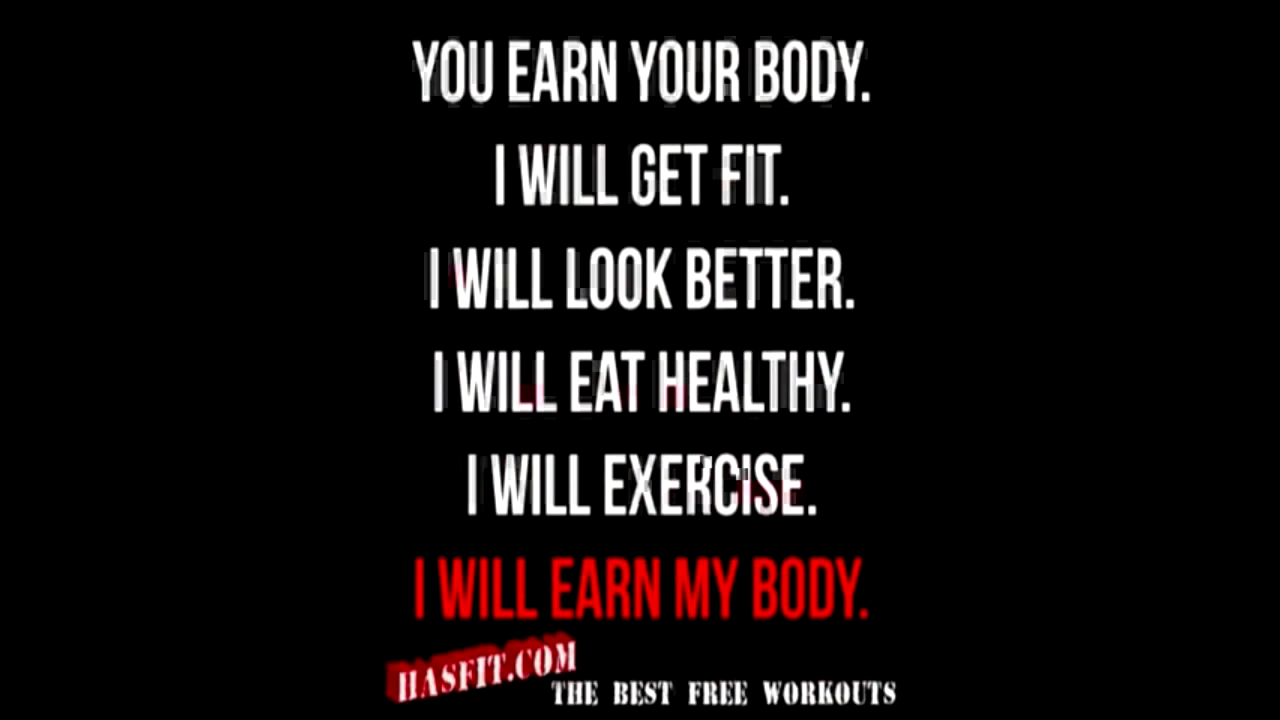 YOU EARN YOUR BODY.
I WILL GET FIT.
I WILL LOOK BETTER.
I WILL EAT HEALTHY.
I WILL EXERCISE.
I WILL EARN MY BODY.
HASFIT.COM
THE BEST FREE WORKOUTS